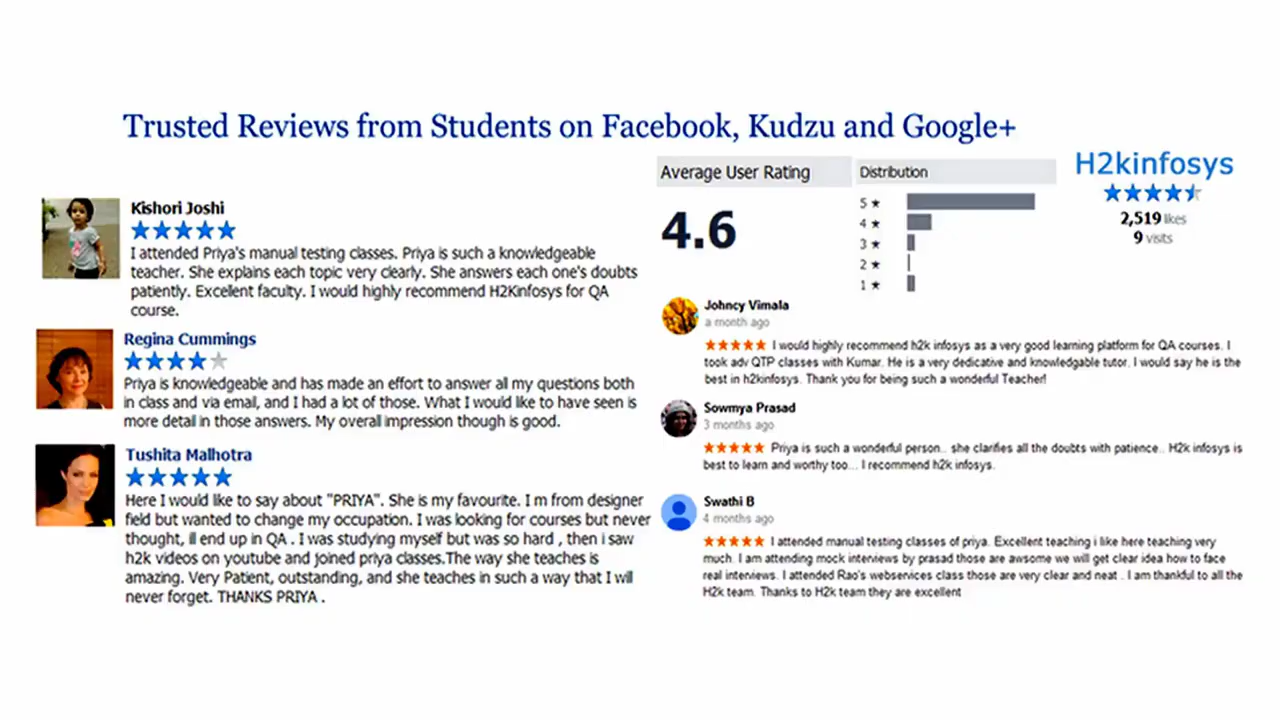 Trusted Reviews from Students on Facebook, Kudzu and Google+
Kishori Joshi
I attended Priya's manual testing classes. Priya is such a knowledgeable
teacher. She explains each topic very clearly. She answers each one's doubts
patiently. Excellent faculty. I would highly recommend H2Kinfosys for QA
course.
Regina Cummings
Priya is knowledgeable and has made an effort to answer all my questions both
in class and via email, and I had a lot of those. What I would like to have seen is
more detail in those answers. My overall impression though is good.
Tushita Malhotra
Here I would like to say about "PRIYA". She is my favourite. I m from designer
field but wanted to change my occupation. I was looking for courses but never
thought, ill end up in QA . I was studying myself but was so hard , then i saw
h2k videos on youtube and joined priya classes.The way she teaches is
amazing. Very Patient, outstanding, and she teaches in such a way that I will
never forget. THANKS PRIYA .
Average User Rating
4.6
Distribution
5 ★
4 ★
3 ★
2 ★
1 ★
H2kinfosys
2,519 likes
9 visits
Johncy Vimala
a month ago
I would highly recommend h2k infosys as a very good learning platform for QA courses. I
took adv QTP classes with Kumar. He is a very dedicative and knowledgable tutor. I would say he is the
best in h2kinfosys. Thank you for being such a wonderful Teacher!
Sowmya Prasad
3 months ago
Priya is such a wonderful person.. she clarifies all the doubts with patience.. H2k infosys is
best to learn and worthy too... I recommend h2k infosys.
Swathi B
4 months ago
I attended manual testing classes of priya. Excellent teaching i like here teaching very
much. I am attending mock interviews by prasad those are awsome we will get clear idea how to face
real interviews. I attended Rao's webservices class those are very clear and neat . I am thankful to all the
H2k team. Thanks to H2k team they are excellent